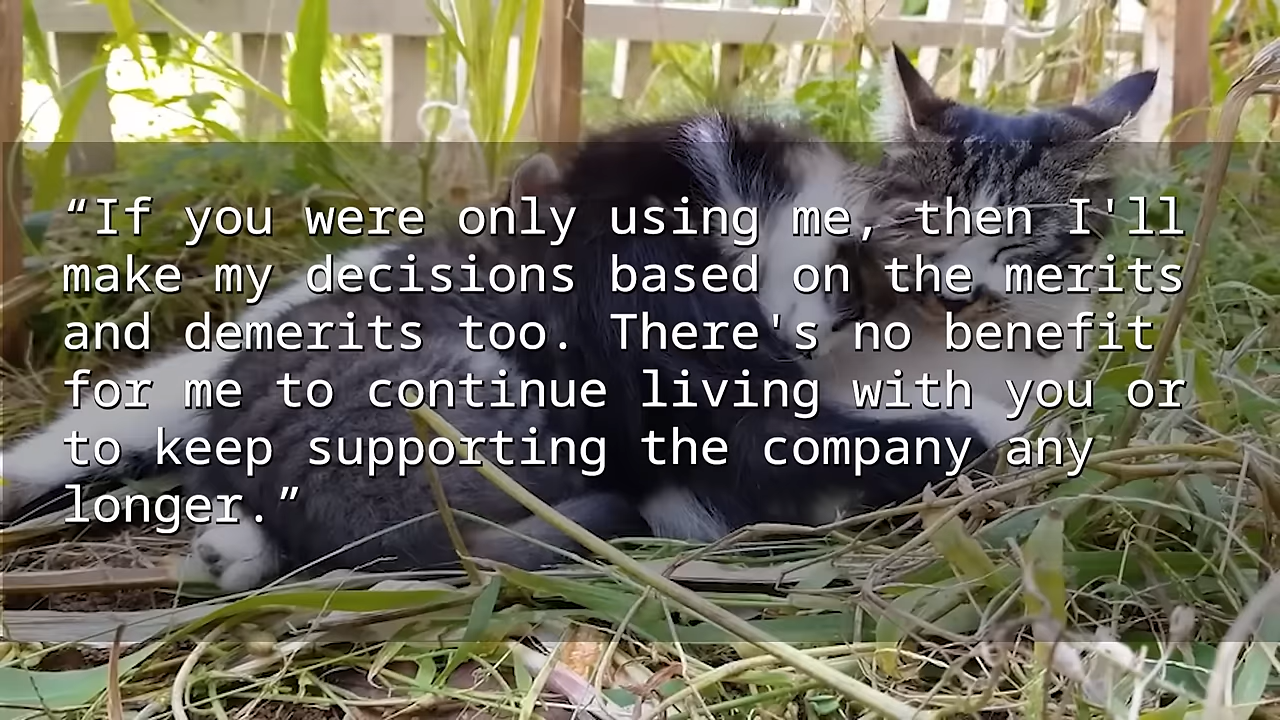 “If you were only using me, then I'll
make my decisions based on the merits
and demerits too. There's no benefit
for me to continue living with you or
to keep supporting the company any
longer.”